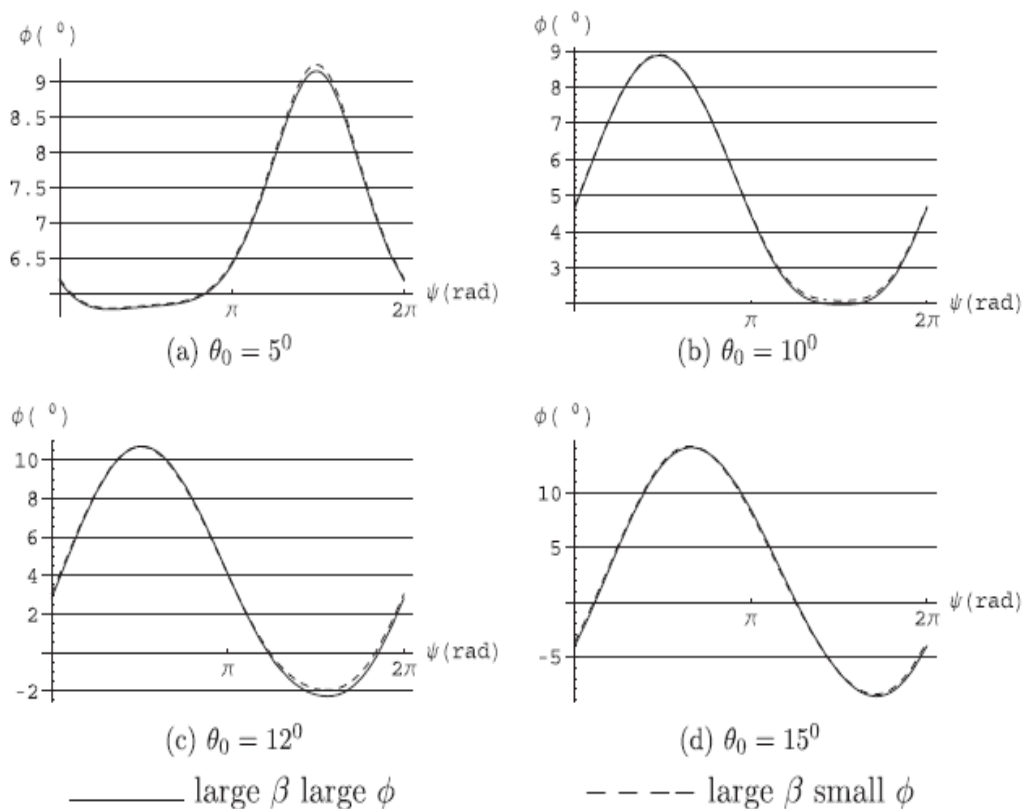 ϕ( ⁰)
9
8.5
8
7.5
7
6.5
π
2π
ψ(rad)
(a) θ₀ = 5⁰
ϕ( ⁰)
9
8
7
6
5
4
3
π
2π
ψ(rad)
(b) θ₀ = 10⁰
ϕ( ⁰)
10
8
6
4
2
-2
π
2π
ψ(rad)
(c) θ₀ = 12⁰
ϕ( ⁰)
10
5
-5
π
2π
ψ(rad)
(d) θ₀ = 15⁰
large β large ϕ
large β small ϕ